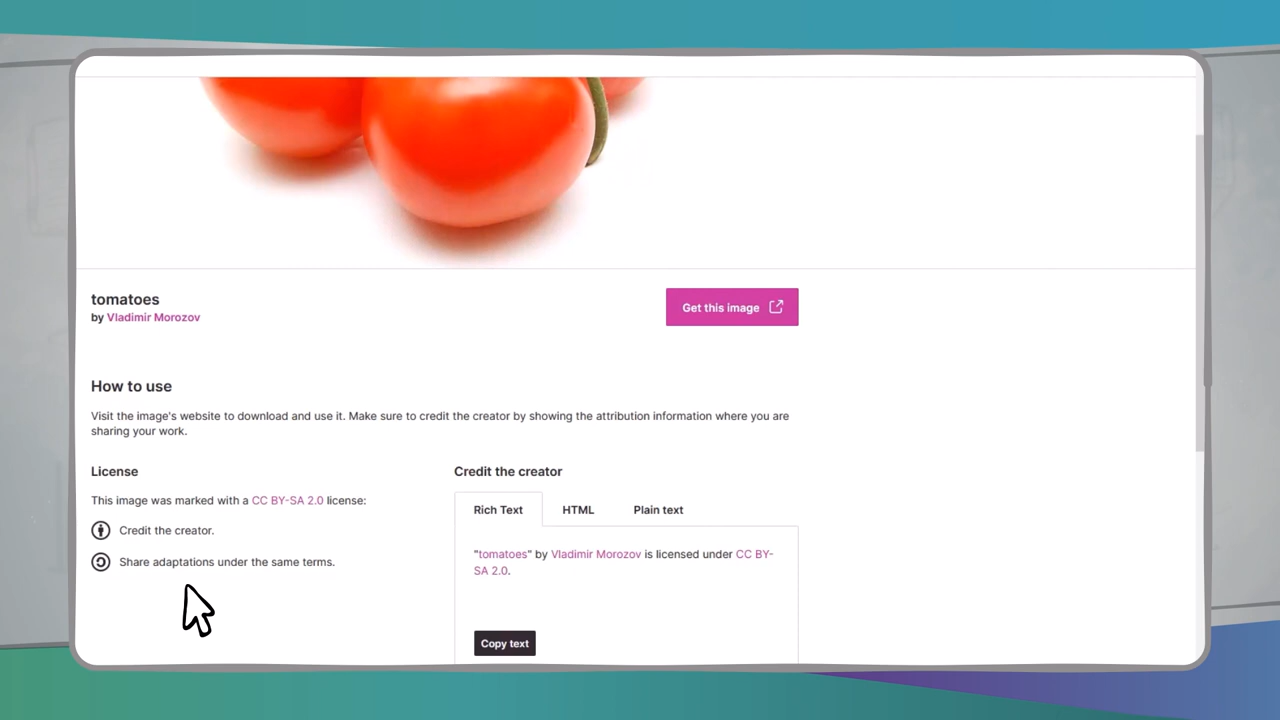 tomatoes
by Vladimir Morozov
Get this image
How to use
Visit the image's website to download and use it. Make sure to credit the creator by showing the attribution information where you are
sharing your work.
License
This image was marked with a CC BY-SA 2.0 license:
Credit the creator.
Share adaptations under the same terms.
Credit the creator
Rich Text
HTML
Plain text
"tomatoes" by Vladimir Morozov is licensed under CC BY-
SA 2.0.
Copy text